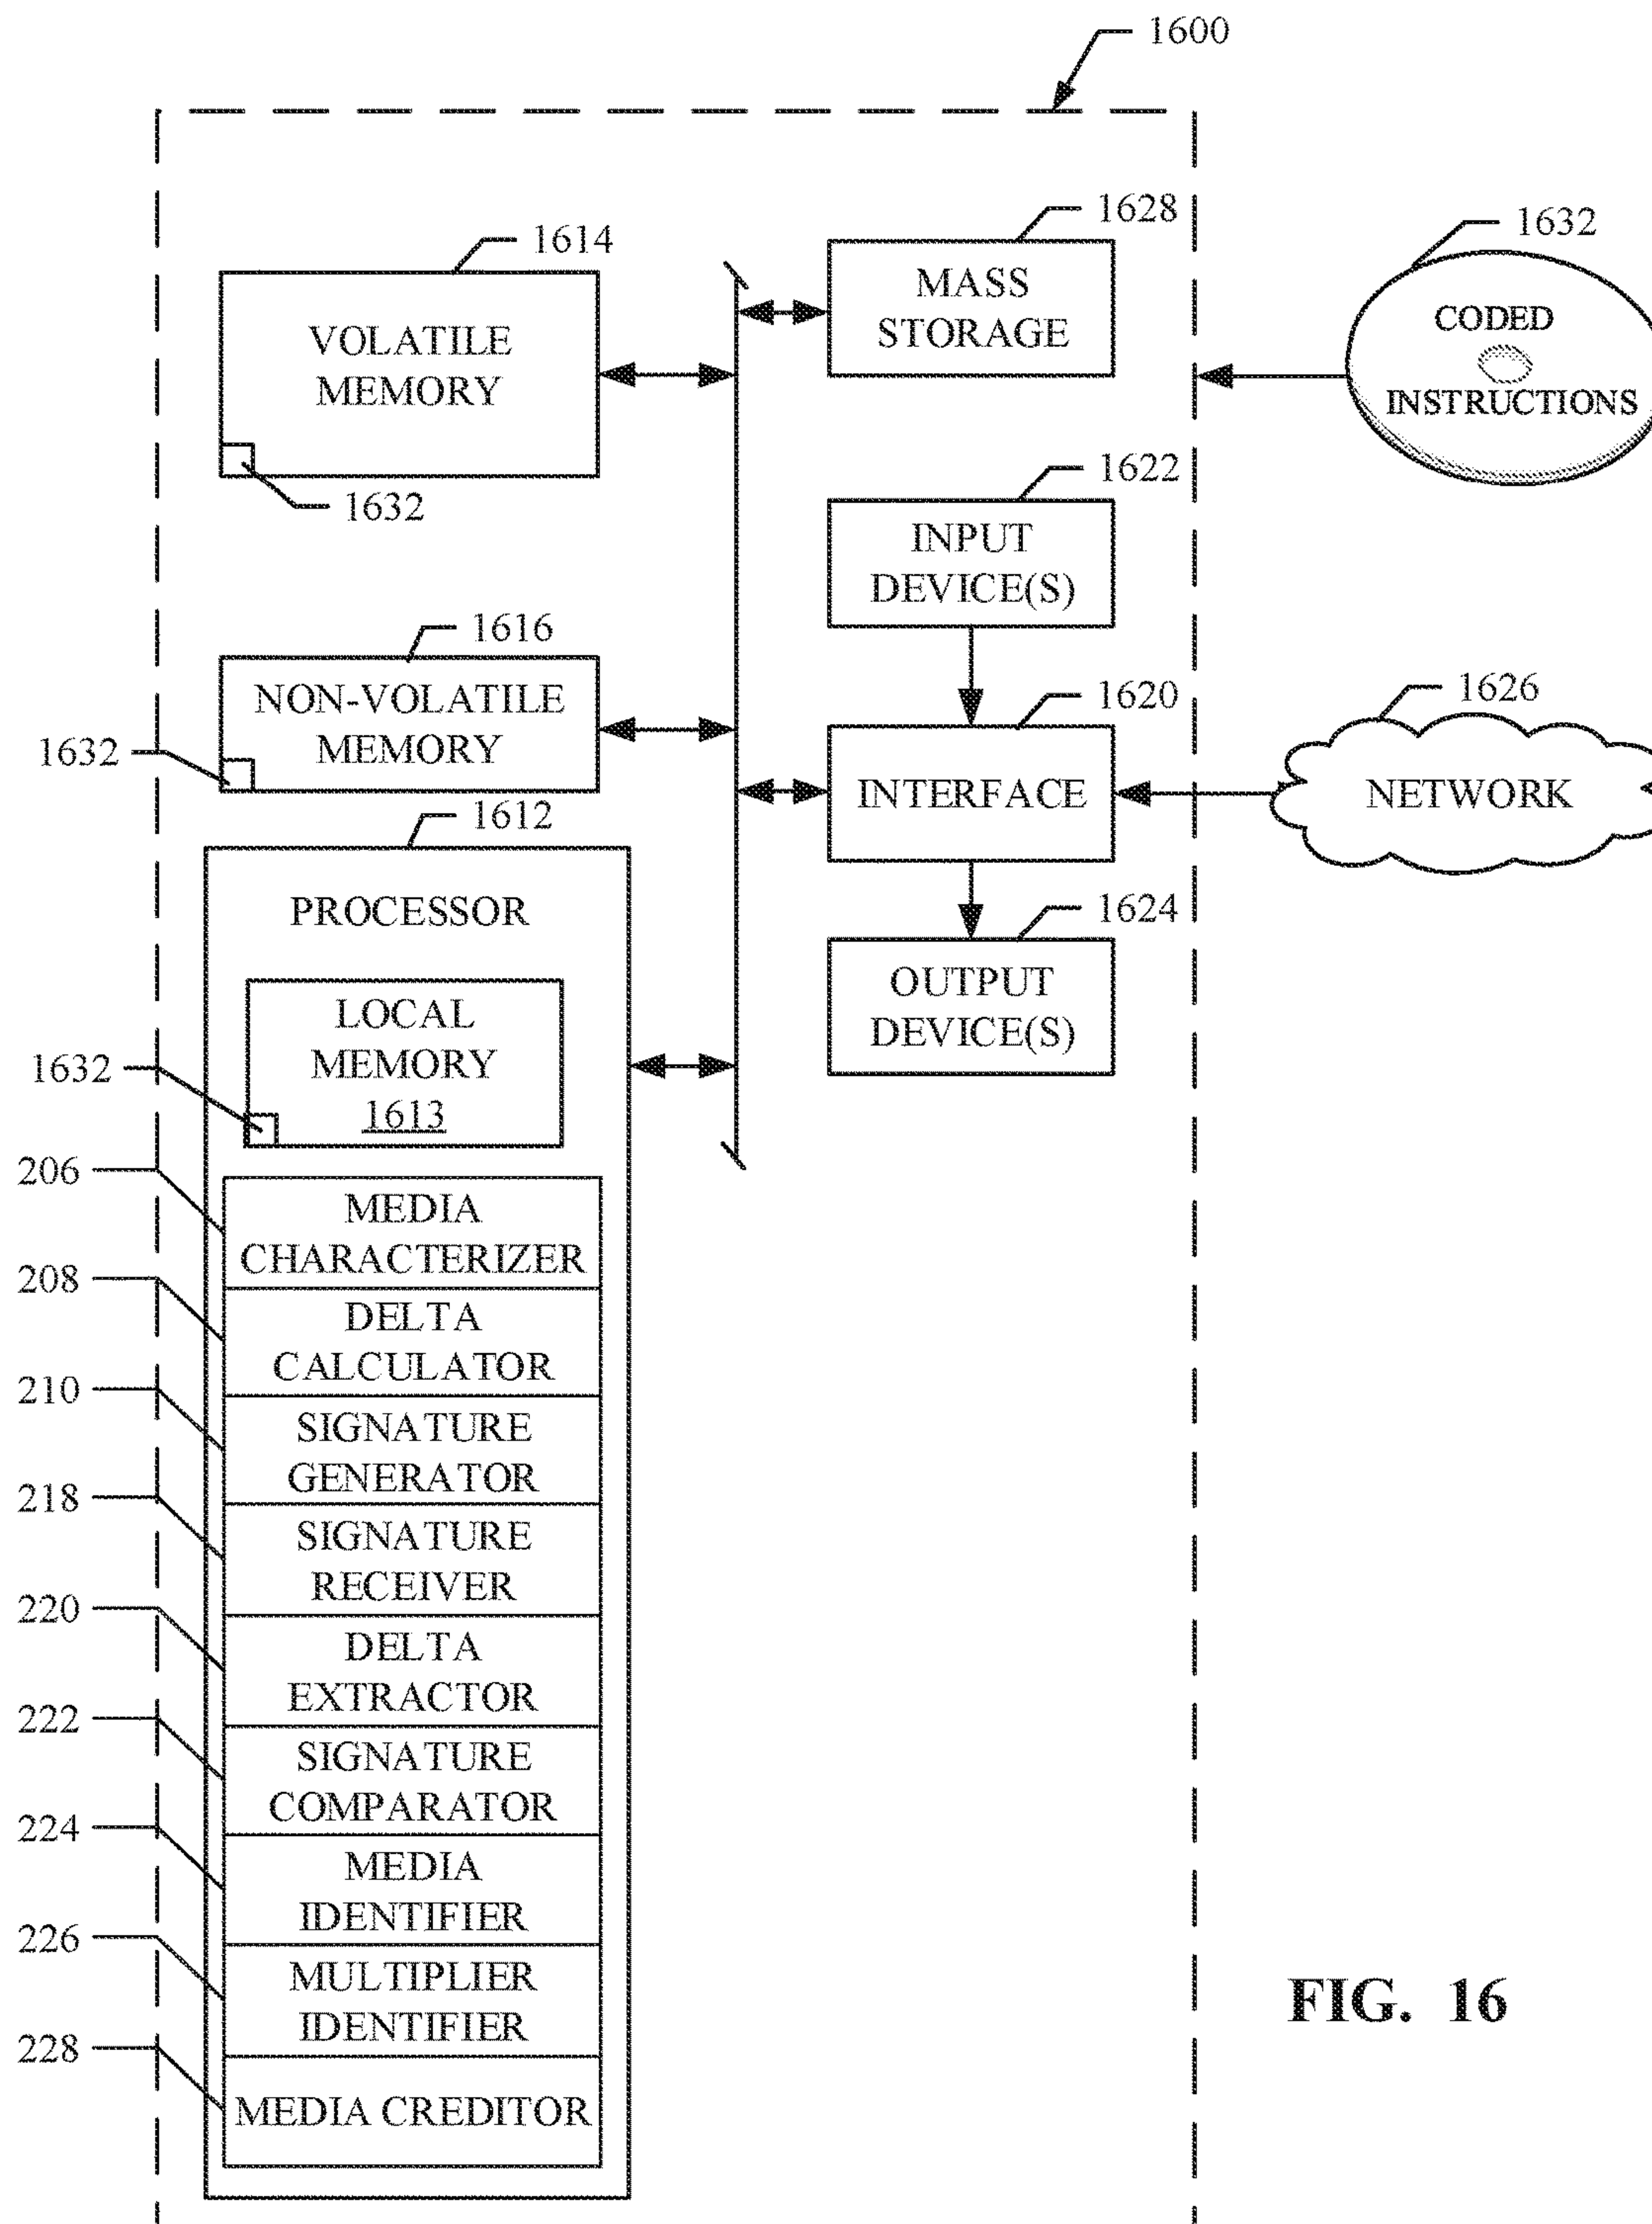 1600
1614
VOLATILE
MEMORY
1632
1628
MASS
STORAGE
1632
CODED
INSTRUCTIONS
1622
INPUT
DEVICE(S)
1616
NON-VOLATILE
MEMORY
1632
1620
INTERFACE
1626
NETWORK
1612
PROCESSOR
LOCAL
MEMORY
1613
1632
1624
OUTPUT
DEVICE(S)
206
MEDIA
CHARACTERIZER
208
DELTA
CALCULATOR
210
SIGNATURE
GENERATOR
218
SIGNATURE
RECEIVER
220
DELTA
EXTRACTOR
222
SIGNATURE
COMPARATOR
224
MEDIA
IDENTIFIER
226
MULTIPLIER
IDENTIFIER
228
MEDIA CREDITOR
FIG. 16